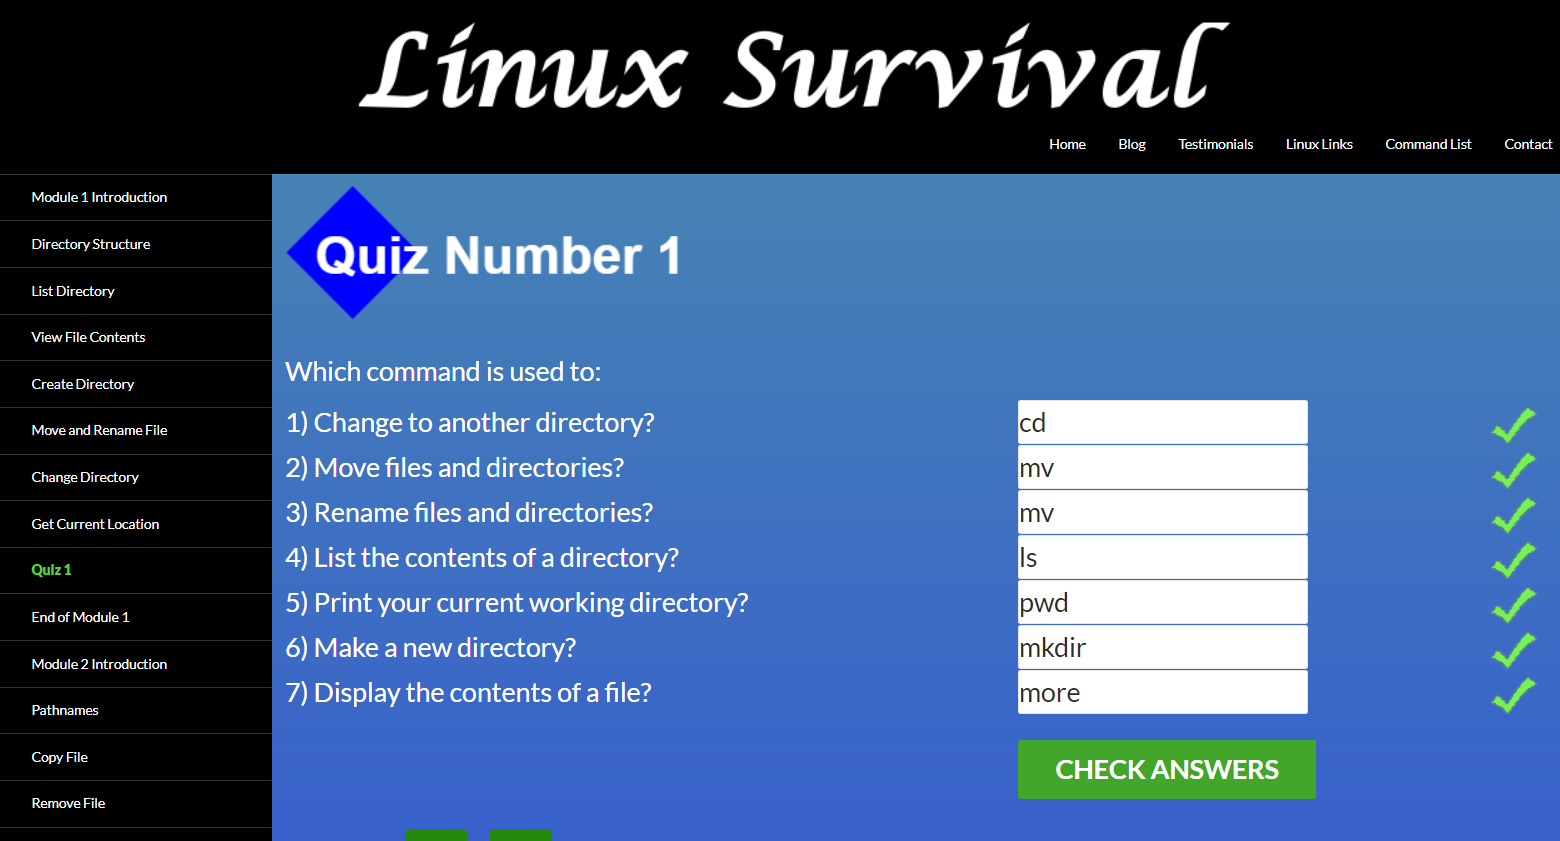 Linux Survival
Home Blog Testimonials Linux Links Command List Contact
Module 1 Introduction
Directory Structure
List Directory
View File Contents
Create Directory
Move and Rename File
Change Directory
Get Current Location
Quiz 1
End of Module 1
Module 2 Introduction
Pathnames
Copy File
Remove File
Quiz Number 1
Which command is used to:
1) Change to another directory? cd
2) Move files and directories? mv
3) Rename files and directories? mv
4) List the contents of a directory? ls
5) Print your current working directory? pwd
6) Make a new directory? mkdir
7) Display the contents of a file? more
CHECK ANSWERS